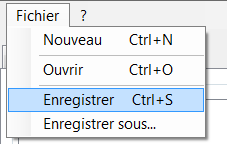 Fichier ?
Nouveau Ctrl+N
Ouvrir Ctrl+O
Enregistrer Ctrl+S
Enregistrer sous...